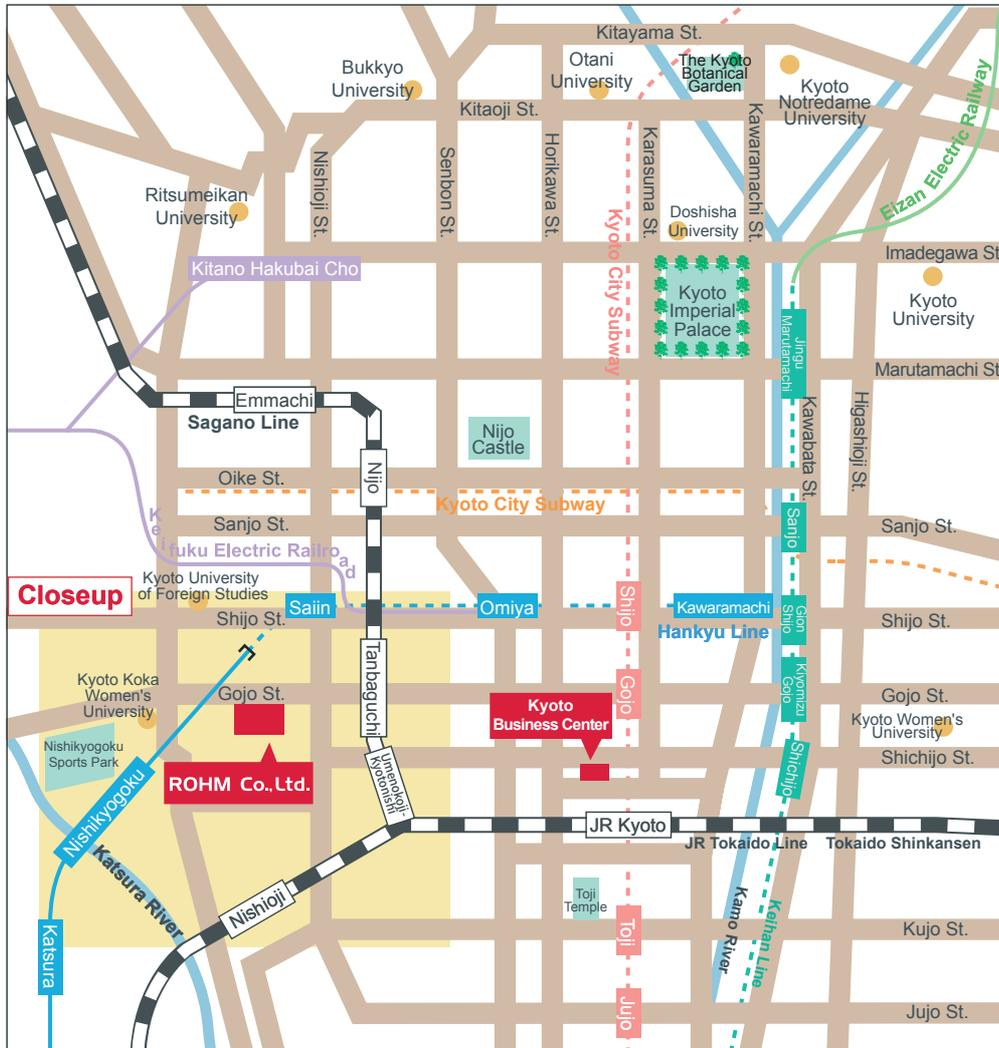 Kitayama St.
Bukkyo
University
Otani
University
The Kyoto
Botanical
Garden
Kyoto
Notredame
University
Eizan Electric Railway
Kitaoji St.
Nishioji St.
Senbon St.
Horikawa St.
Karasuma St.
Kawaramachi St.
Ritsumeikan
University
Doshisha
University
Kyoto City Subway
Imadegawa St
Kitano Hakubai Cho
Kyoto
Imperial
Palace
Kyoto
University
Jingu
Marutamachi
Marutamachi St
Emmachi
Sagano Line
Kawabata St.
Higashioji St.
Nijo
Castle
Nijo
Oike St.
Kyoto City Subway
Sanjo St.
Sanjo
Sanjo St.
Keifuku Electric Railroad
Closeup
Kyoto University
of Foreign Studies
Saiin
Omiya
Shijo
Kawaramachi
Gion
Shijo
Shijo St.
Shijo St.
Hankyu Line
Tanbaguchi
Kyoto Koka
Women's
University
Gojo St.
Gojo
Kiyomizu
Gojo
Gojo St.
Kyoto
Business Center
Kyoto Women's
University
Nishikyogoku
Sports Park
Shichijo
Shichijo St.
Umenokoji-
Kyotonishi
ROHM Co.,Ltd.
Nishikyogoku
JR Kyoto
JR Tokaido Line
Tokaido Shinkansen
Katsura River
Nishioji
Toji
Temple
Toji
Kamo River
Keihan Line
Kujo St.
Katsura
Jujo
Jujo St.